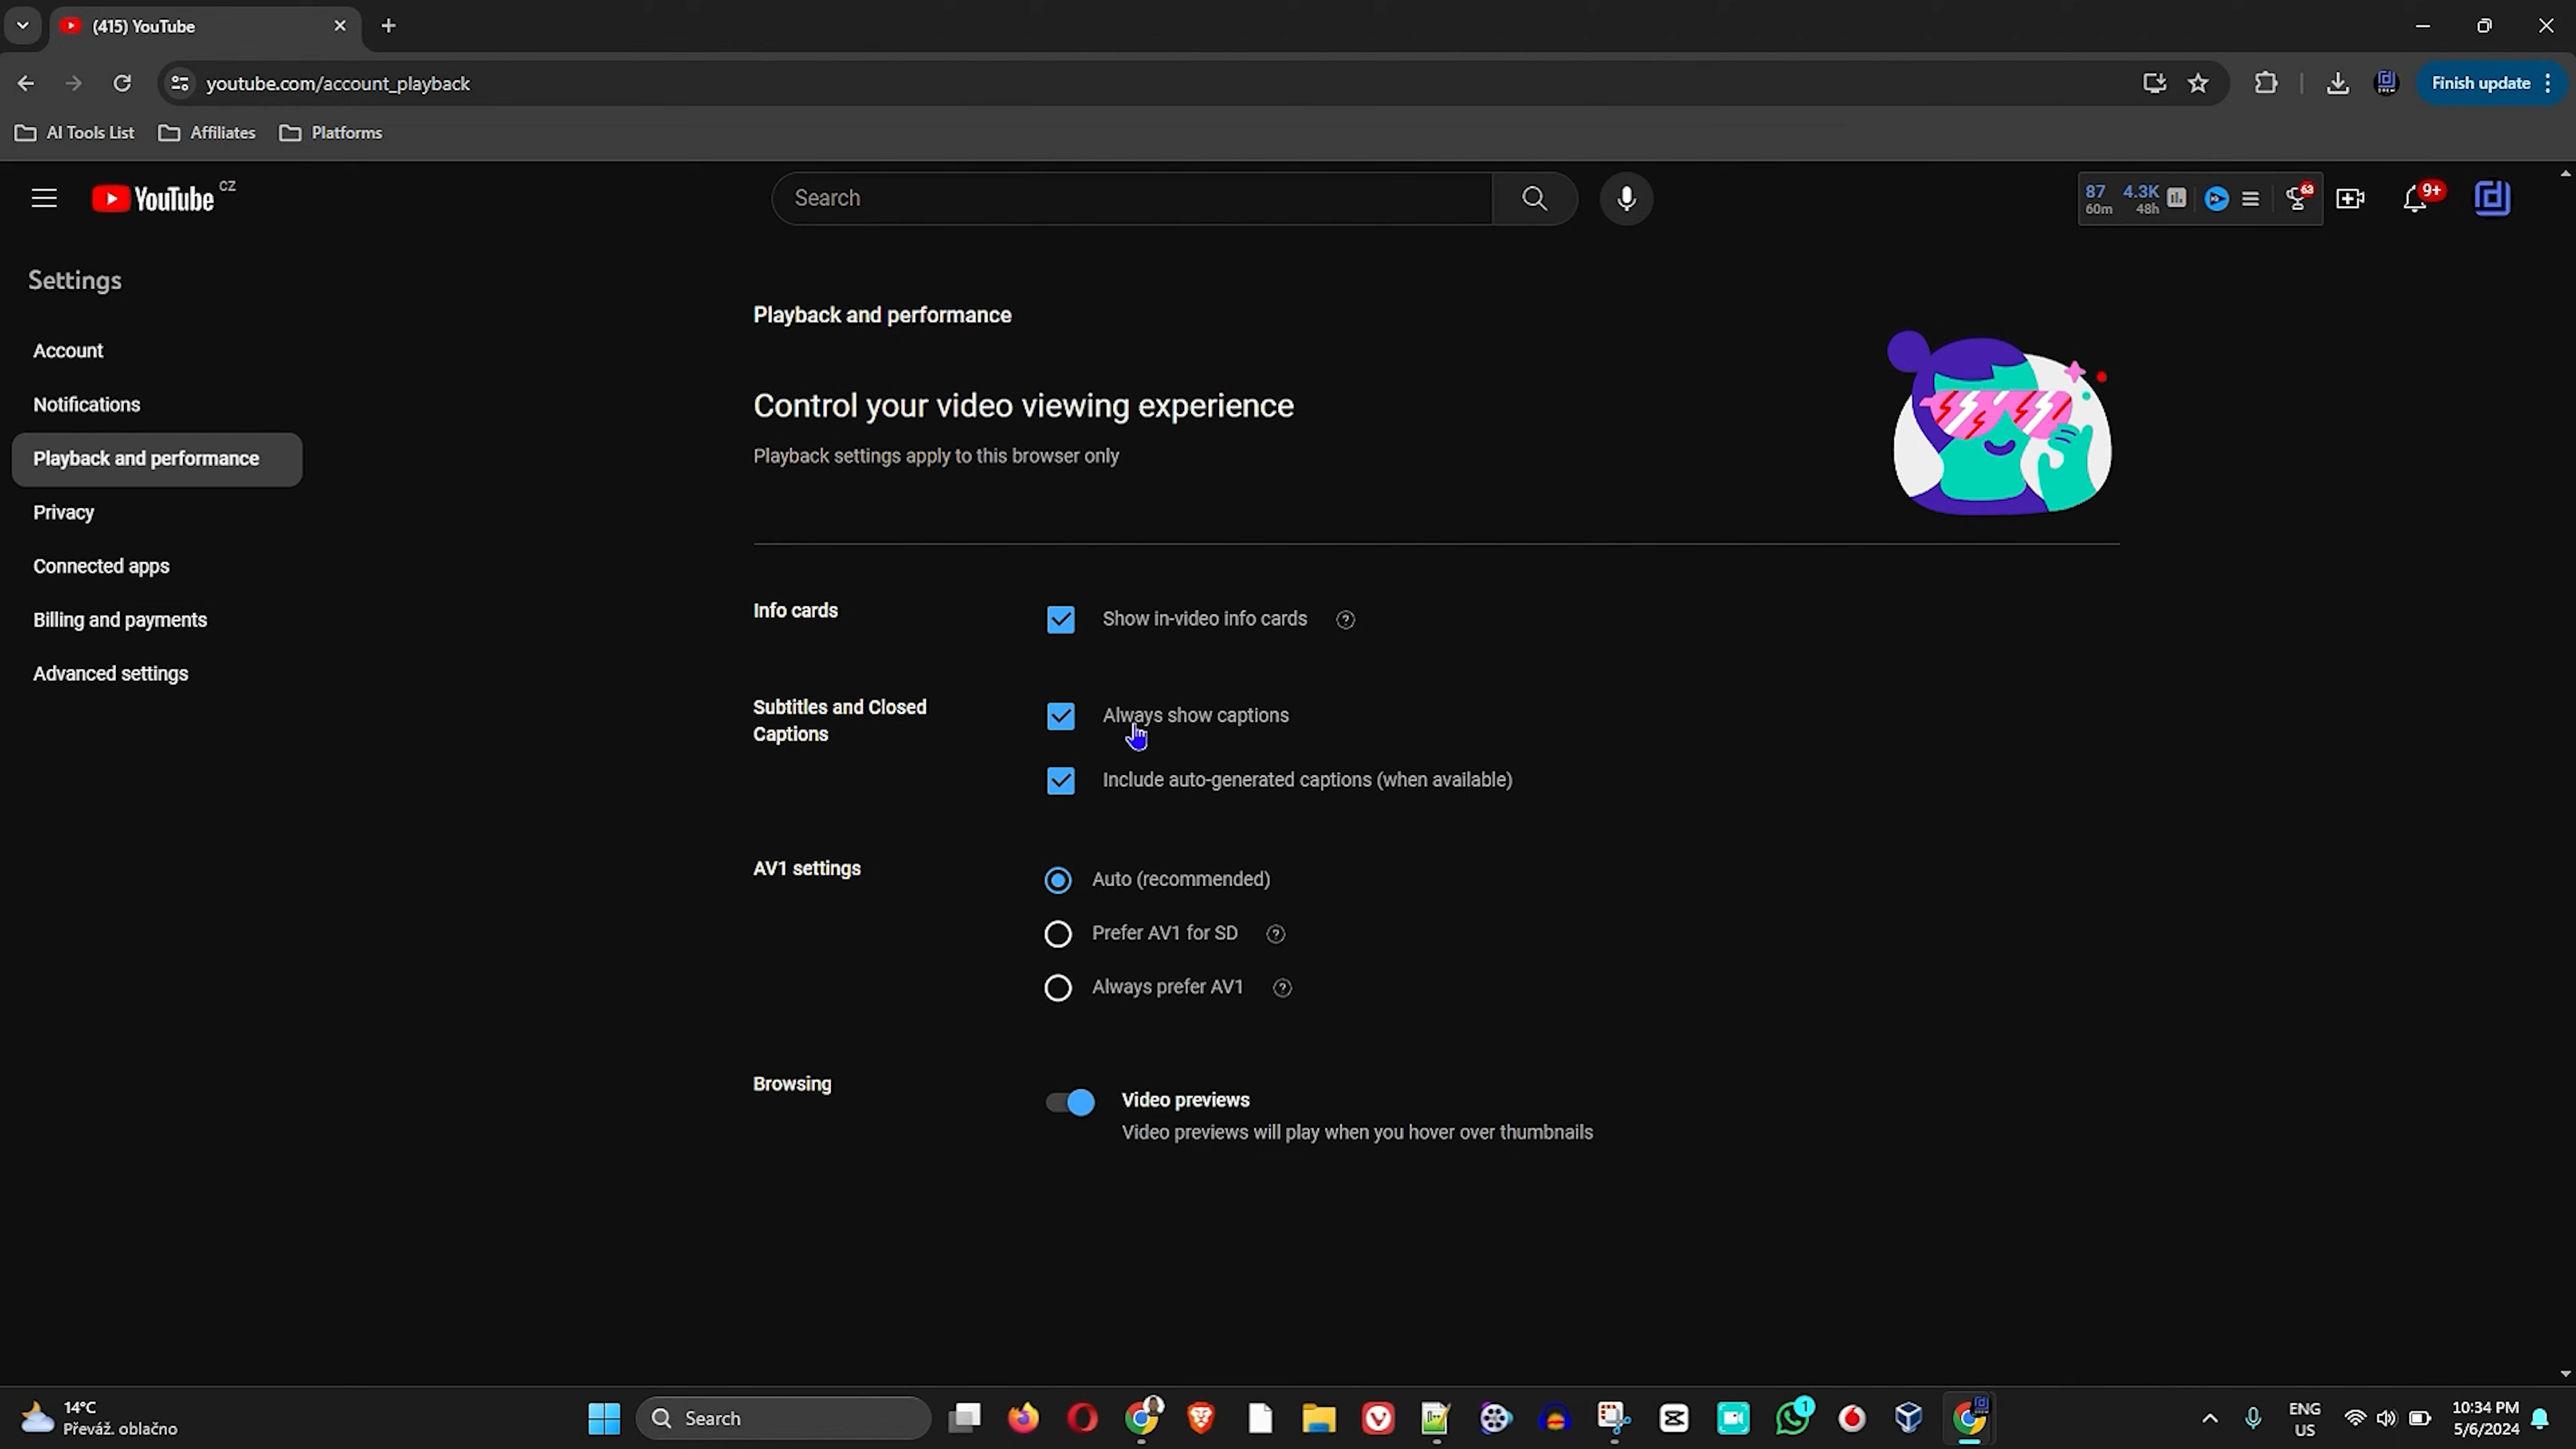 (415) YouTube
youtube.com/account_playback
Finish update
AI Tools List
Affiliates
Platforms
YouTube CZ
Search
87 4.3K 63
60m 48h
9+
Settings
Account
Notifications
Playback and performance
Privacy
Connected apps
Billing and payments
Advanced settings
Playback and performance
Control your video viewing experience
Playback settings apply to this browser only
Info cards
Show in-video info cards
Subtitles and Closed
Captions
Always show captions
Include auto-generated captions (when available)
AV1 settings
Auto (recommended)
Prefer AV1 for SD
Always prefer AV1
Browsing
Video previews
Video previews will play when you hover over thumbnails
14°C
Převáž. oblačno
Search
1
ENG
US
10:34 PM
5/6/2024